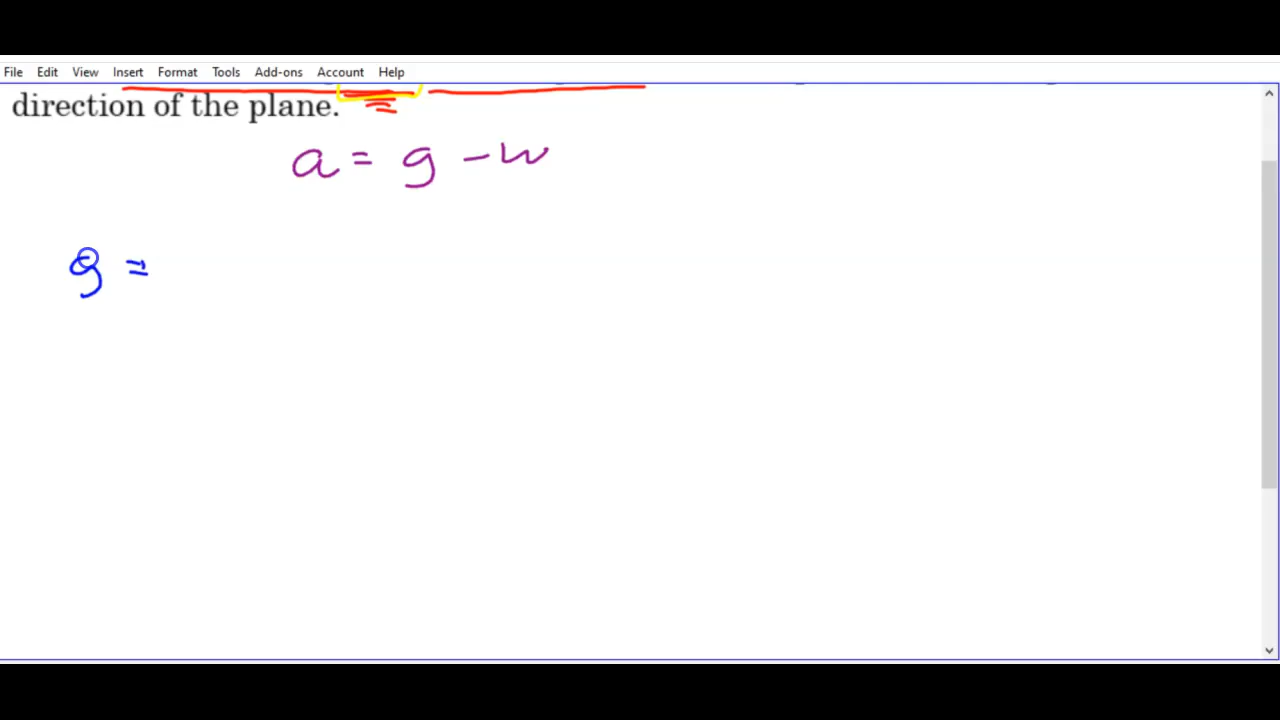 File Edit View Insert Format Tools Add-ons Account Help
direction of the plane.
a = g - w
g =